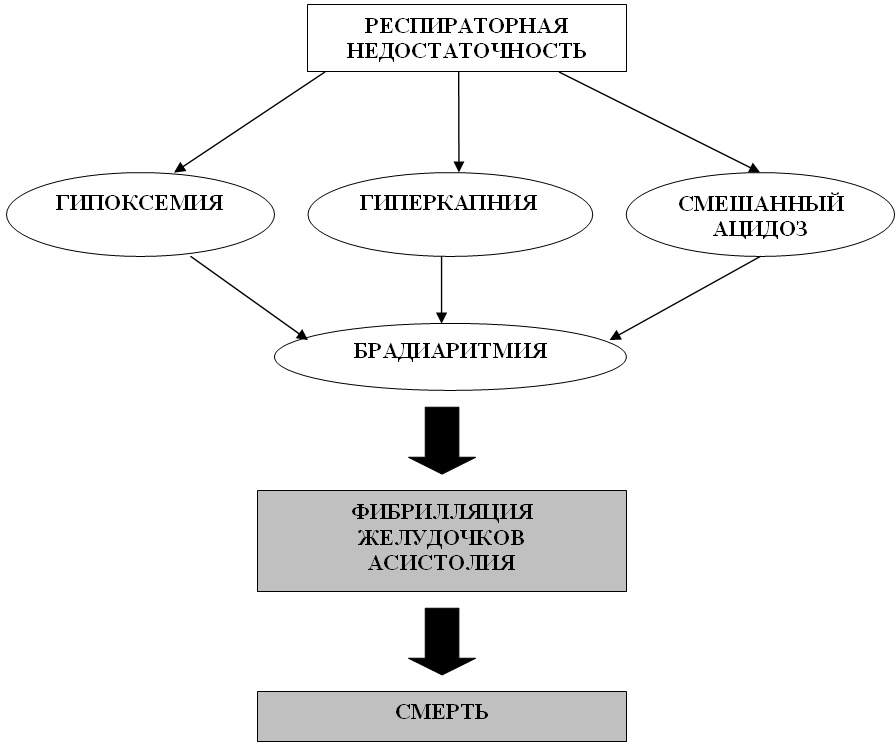 РЕСПИРАТОРНАЯ
НЕДОСТАТОЧНОСТЬ
ГИПОКСЕМИЯ
ГИПЕРКАПНИЯ
СМЕШАННЫЙ
АЦИДОЗ
БРАДИАРИТМИЯ
ФИБРИЛЛЯЦИЯ
ЖЕЛУДОЧКОВ
АСИСТОЛИЯ
СМЕРТЬ